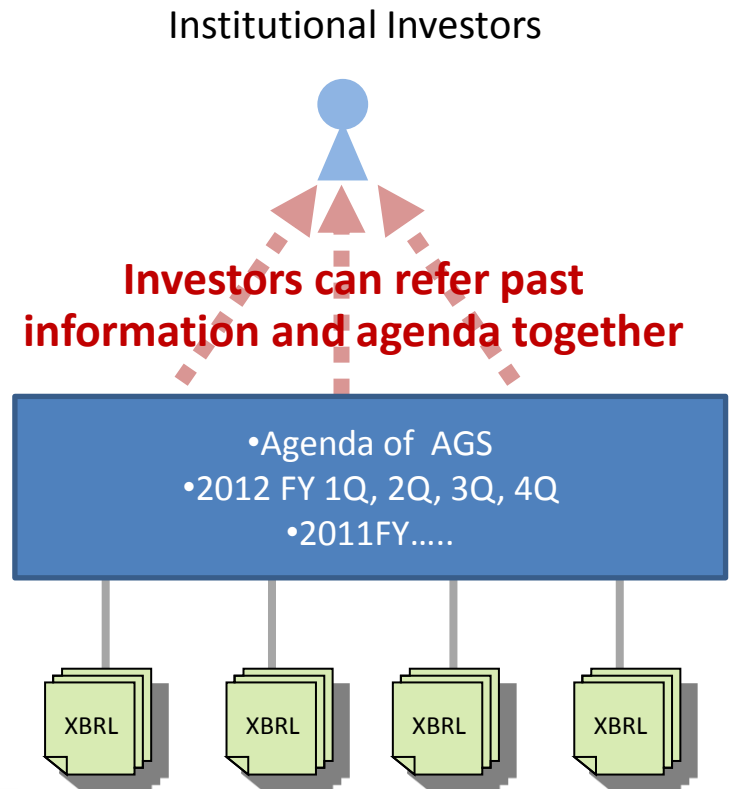 Institutional Investors
Investors can refer past
information and agenda together
•Agenda of AGS
•2012 FY 1Q, 2Q, 3Q, 4Q
•2011FY…..
XBRL
XBRL
XBRL
XBRL